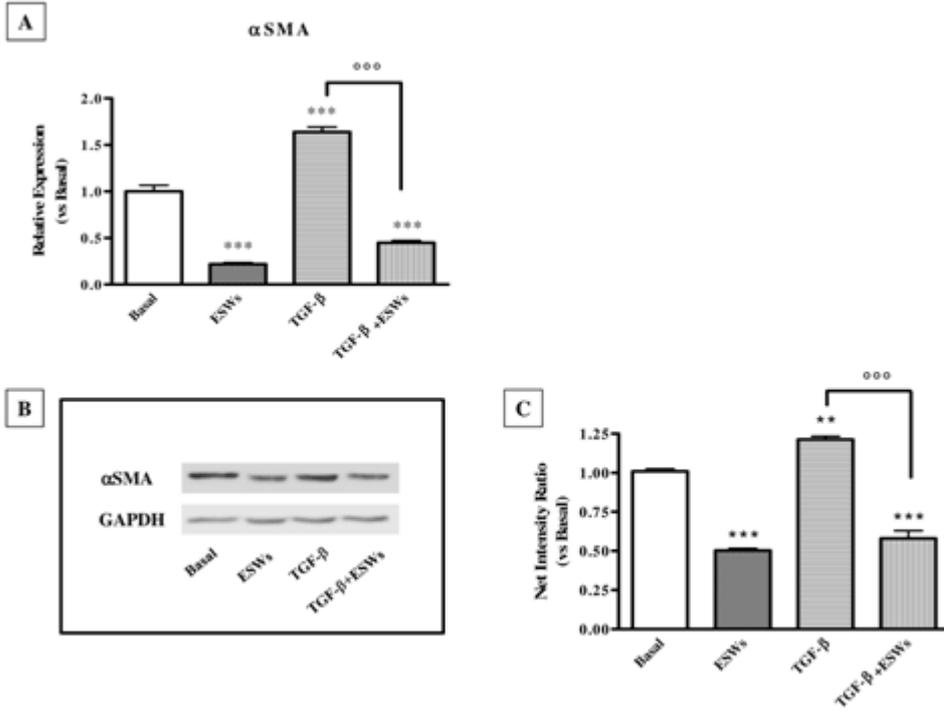 A
αSMA
°°°
2.0
***
1.5
Relative Expression
(vs Basal)
1.0
***
0.5
***
0.0
Basal
ESWs
TGF-β
TGF-β+ESWs
B
αSMA
GAPDH
Basal
ESWs
TGF-β
TGF-β+ESWs
C
°°°
1.25
**
1.00
Net Intensity Ratio
(vs Basal)
0.75
***
***
0.50
0.25
0.00
Basal
ESWs
TGF-β
TGF-β+ESWs